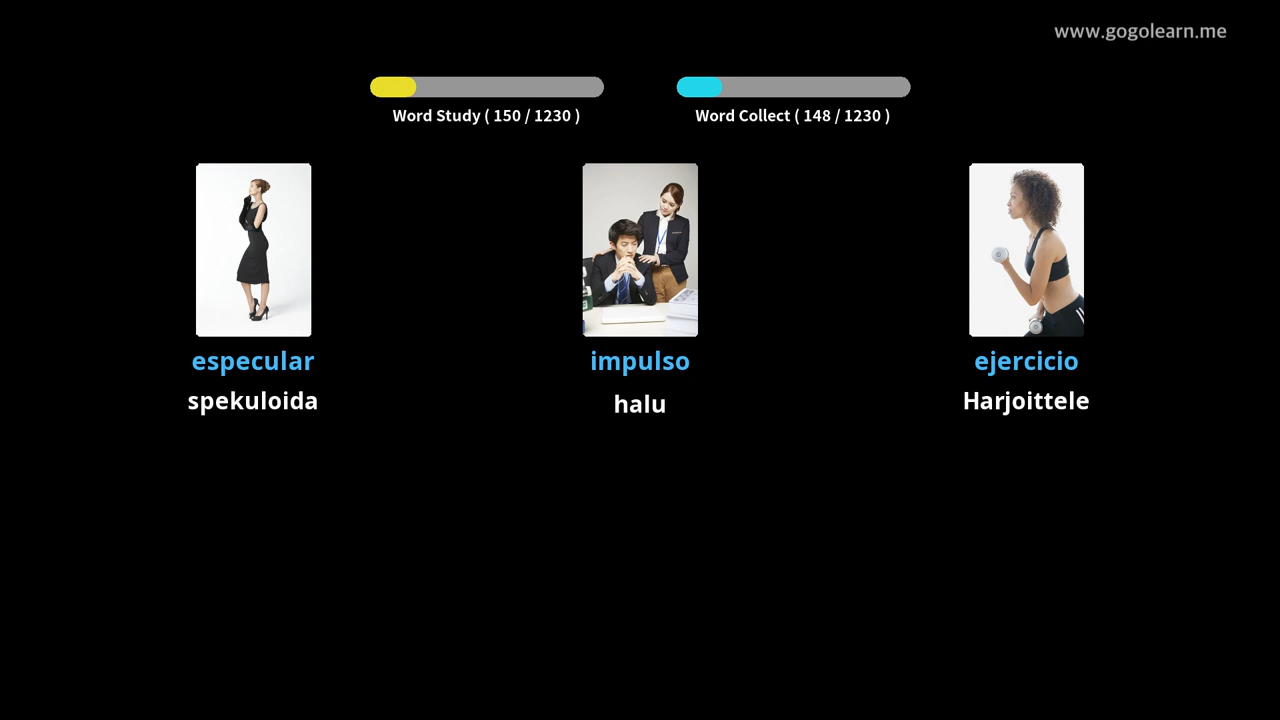 www.gogolearn.me
Word Study ( 150 / 1230 )
Word Collect ( 148 / 1230 )
especular
impulso
ejercicio
spekuloida
halu
Harjoittele